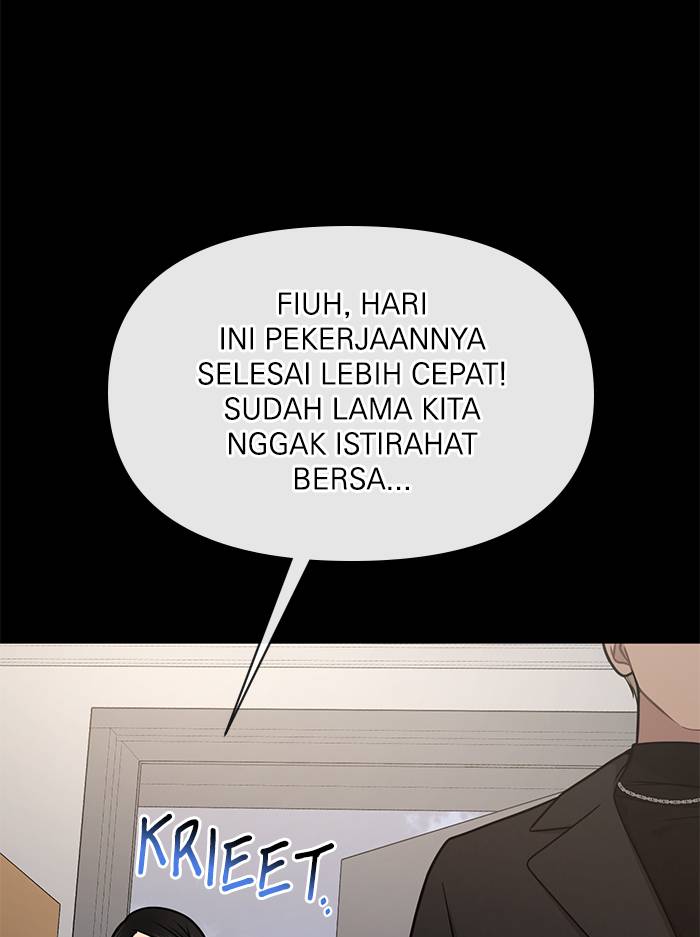 FIUH, HARI
INI PEKERJAANNYA
SELESAI LEBIH CEPAT!
SUDAH LAMA KITA
NGGAK ISTIRAHAT
BERSA...
KRIEET.